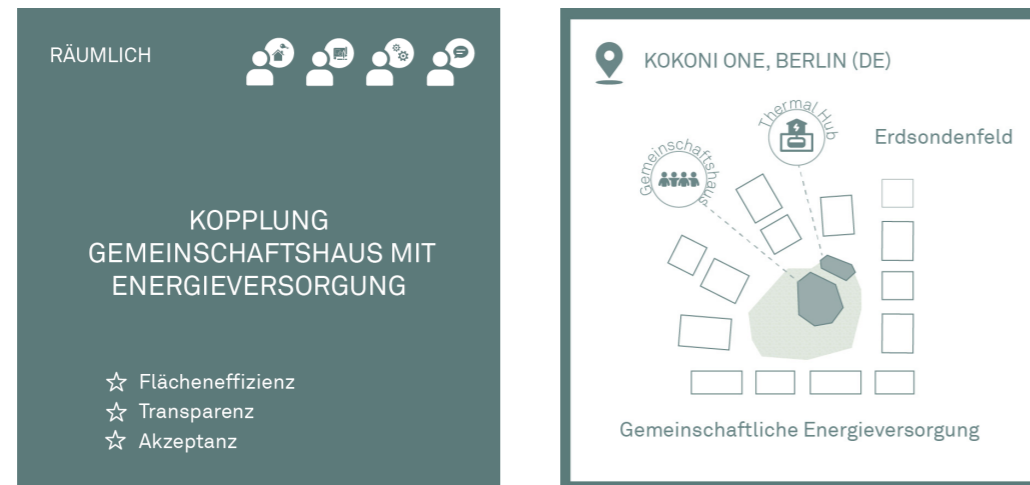 RÄUMLICH
KOPPLUNG
GEMEINSCHAFTSHAUS MIT
ENERGIEVERSORGUNG
Flächeneffizienz
Transparenz
Akzeptanz
KOKONI ONE, BERLIN (DE)
Thermal Hub
Gemeinschaftshaus
Erdsondenfeld
Gemeinschaftliche Energieversorgung